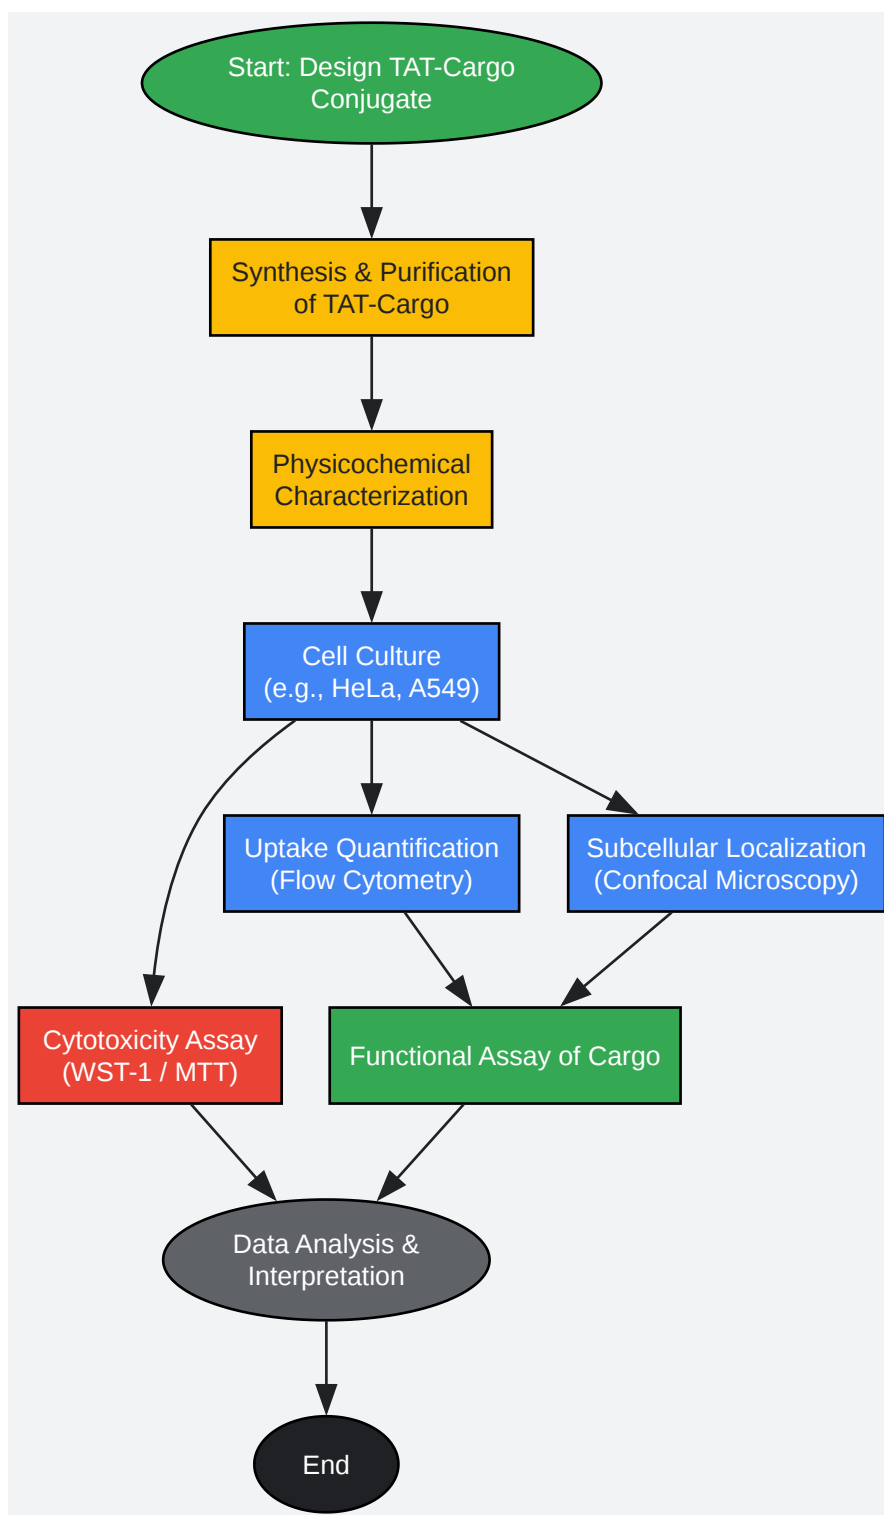 Start: Design TAT-Cargo
Conjugate
Synthesis & Purification
of TAT-Cargo
Physicochemical
Characterization
Cell Culture
(e.g., HeLa, A549)
Uptake Quantification
(Flow Cytometry)
Subcellular Localization
(Confocal Microscopy)
Cytotoxicity Assay
(WST-1 / MTT)
Functional Assay of Cargo
Data Analysis &
Interpretation
End